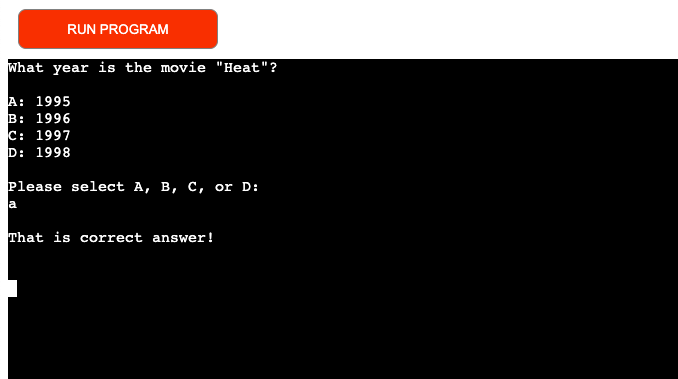 RUN PROGRAM
What year is the movie "Heat"?
A: 1995
B: 1996
C: 1997
D: 1998
Please select A, B, C, or D:
a
That is correct answer!